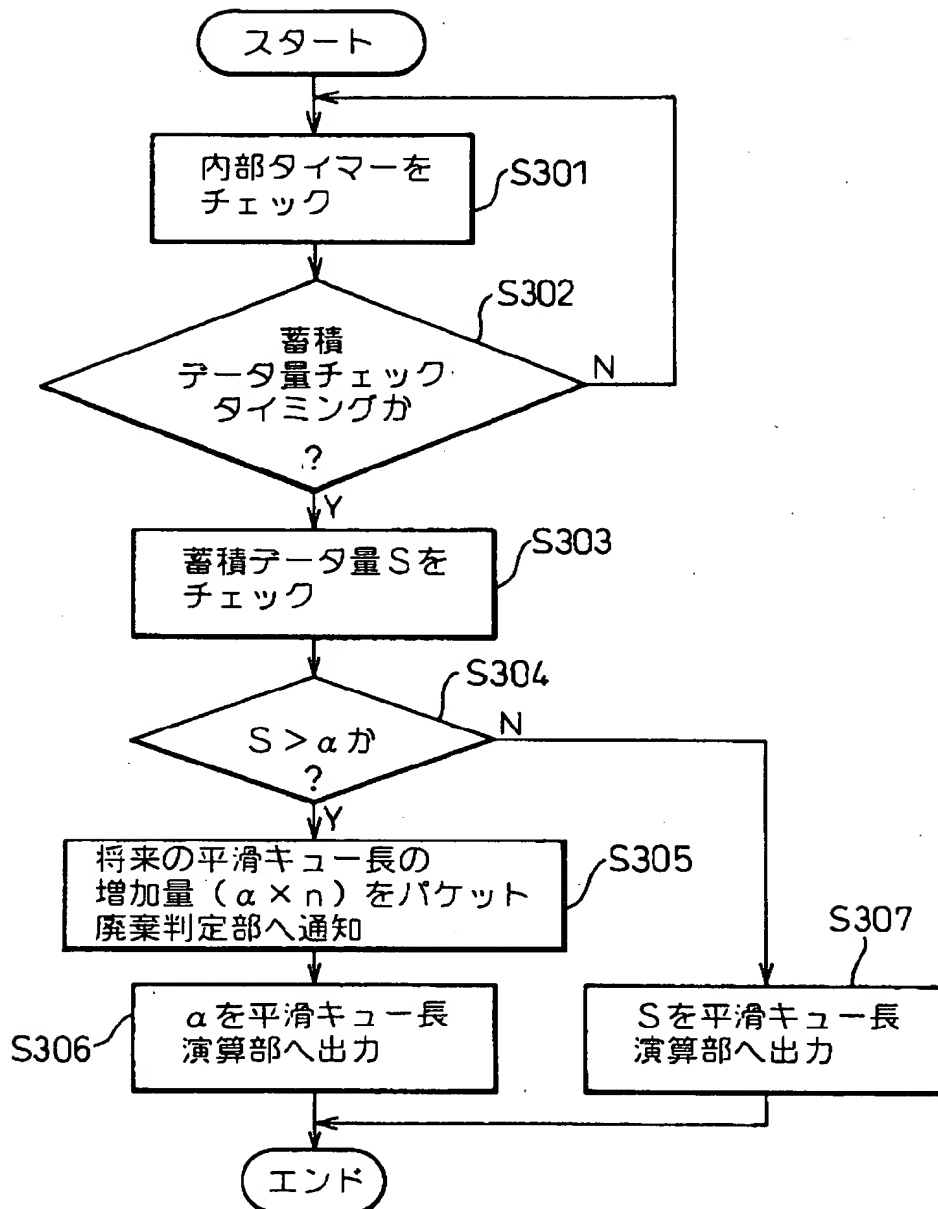 スタート
内部タイマーを
チェック
S301
S302
蓄積
データ量チェック
タイミングか
?
N
Y
蓄積データ量Sを
チェック
S303
S304
S>αか
?
N
Y
将来の平滑キュー長の
増加量(α×n)をパケット
廃棄判定部へ通知
S305
S307
αを平滑キュー長
演算部へ出力
S306
Sを平滑キュー長
演算部へ出力
エンド